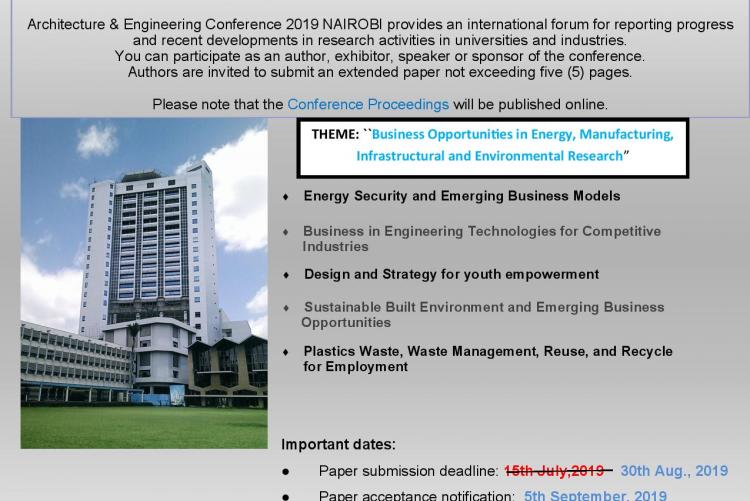 Architecture & Engineering Conference 2019 NAIROBI provides an international forum for reporting progress
and recent developments in research activities in universities and industries.
You can participate as an author, exhibitor, speaker or sponsor of the conference.
Authors are invited to submit an extended paper not exceeding five (5) pages.
Please note that the Conference Proceedings will be published online.
THEME: ``Business Opportunities in Energy, Manufacturing,
Infrastructural and Environmental Research”
♦ Energy Security and Emerging Business Models
♦ Business in Engineering Technologies for Competitive
Industries
♦ Design and Strategy for youth empowerment
♦ Sustainable Built Environment and Emerging Business
Opportunities
♦ Plastics Waste, Waste Management, Reuse, and Recycle
for Employment
Important dates:
● Paper submission deadline: 15th July,2019 30th Aug., 2019
● Paper acceptance notification: 5th September, 2019